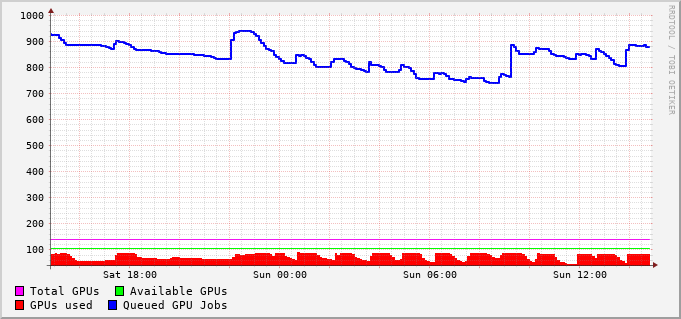 1000
900
800
700
600
500
400
300
200
100
Sat 18:00 Sun 00:00 Sun 06:00 Sun 12:00
Total GPUs Available GPUs
GPUs used Queued GPU Jobs
RRDTOOL / TOBI OETIKER